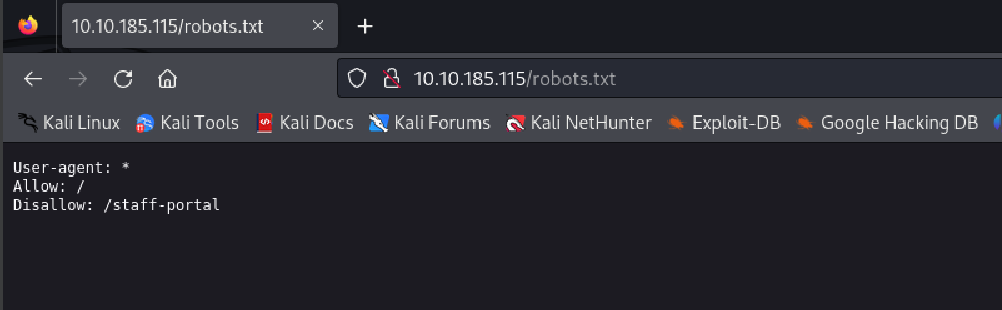 10.10.185.115/robots.txt
10.10.185.115/robots.txt
Kali Linux Kali Tools Kali Docs Kali Forums Kali NetHunter Exploit-DB Google Hacking DB
User-agent: *
Allow: /
Disallow: /staff-portal